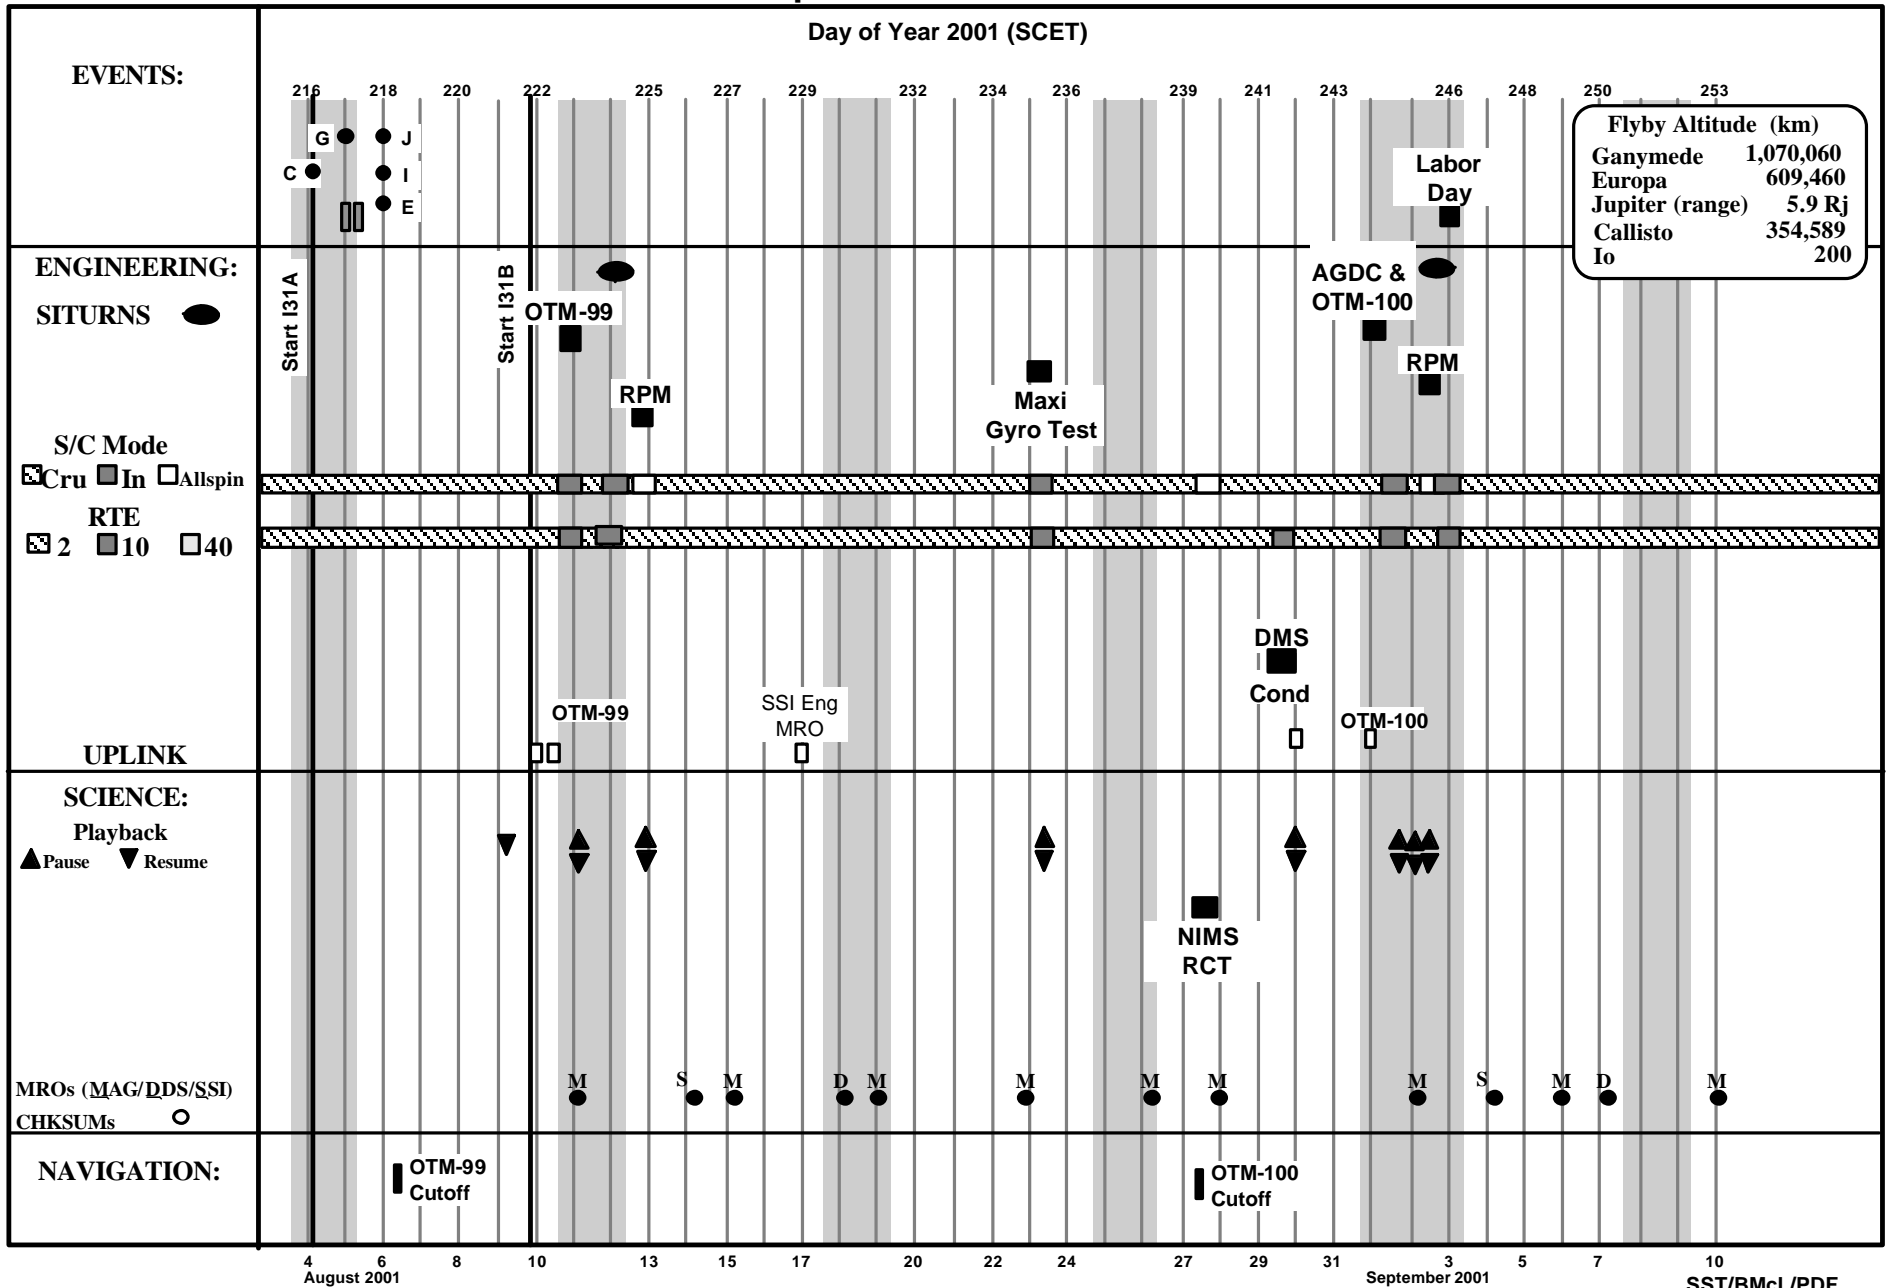 Day of Year 2001 (SCET)
EVENTS:
216 218 220 222 225 227 229 232 234 236 239 241 243 246 248 250 253
G J
C I
E
Labor
Day
Flyby Altitude (km)
Ganymede 1,070,060
Europa 609,460
Jupiter (range) 5.9 Rj
Callisto 354,589
Io 200
ENGINEERING:
SITURNS
Start I31A
Start I31B
OTM-99
RPM
Maxi
Gyro Test
AGDC &
OTM-100
RPM
S/C Mode
Cru In Allspin
RTE
2 10 40
DMS
Cond
OTM-99
SSI Eng
MRO
OTM-100
UPLINK
SCIENCE:
Playback
Pause Resume
NIMS
RCT
MROs (MAG/DDS/SSI)
CHKSUMs
M S M D M M M M M S M D M
NAVIGATION:
OTM-99
Cutoff
OTM-100
Cutoff
4 6 8 10 13 15 17 20 22 24 27 29 31 3 5 7 10
August 2001 September 2001
SST/BMcL/PDF